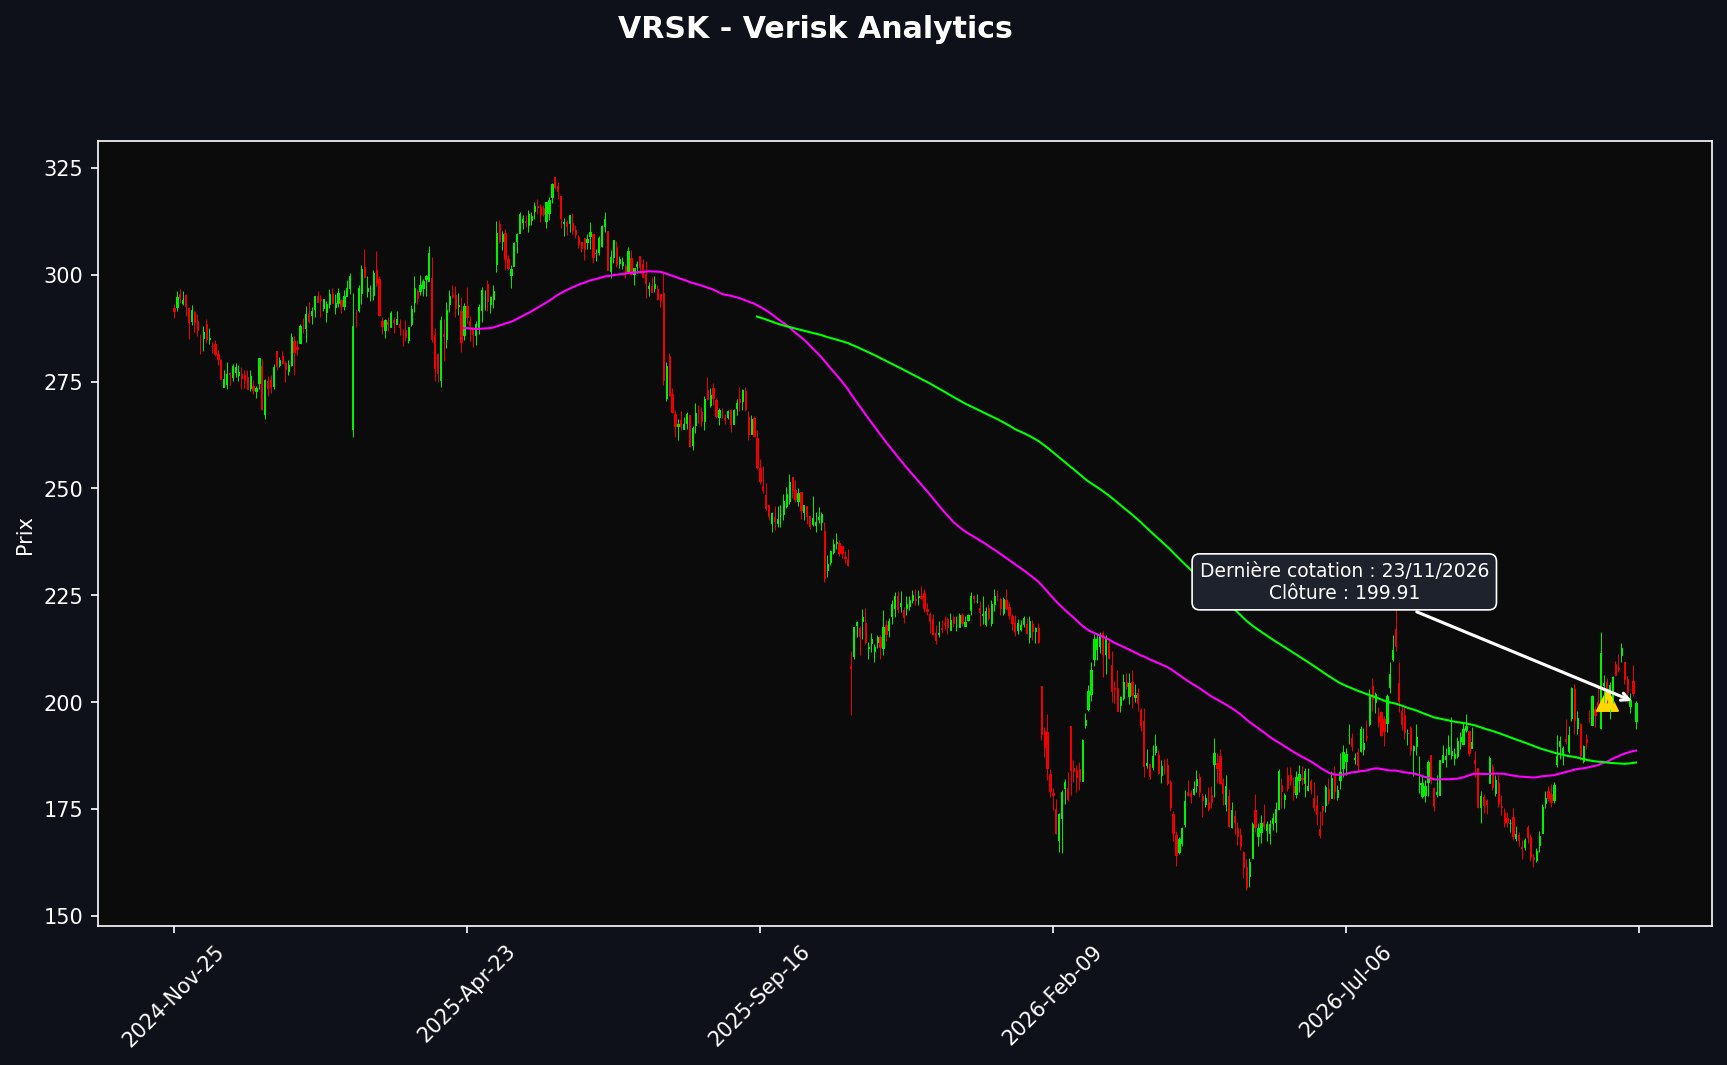 VRSK - Verisk Analytics
325
300
275
250
225
200
175
150
Prix
Dernière cotation : 23/11/2026
Clôture : 199.91
2024-Nov-25
2025-Apr-23
2025-Sep-16
2026-Feb-09
2026-Jul-06